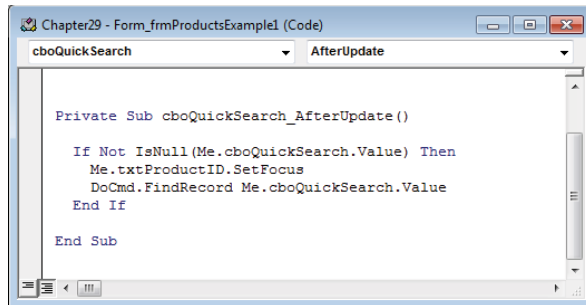 Chapter29 - Form_frmProductsExample1 (Code)
cboQuickSearch AfterUpdate
Private Sub cboQuickSearch_AfterUpdate()
If Not IsNull(Me.cboQuickSearch.Value) Then
Me.txtProductID.SetFocus
DoCmd.FindRecord Me.cboQuickSearch.Value
End If
End Sub